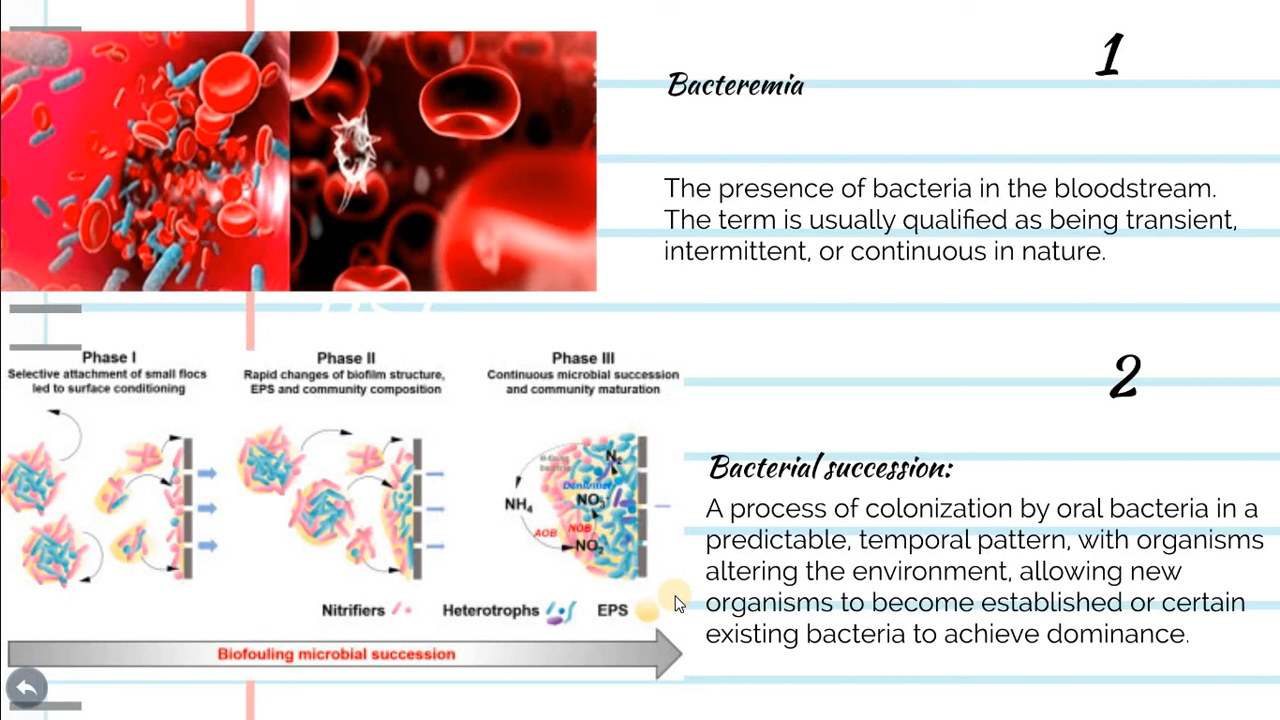 1
Bacteremia
The presence of bacteria in the bloodstream.
The term is usually qualified as being transient,
intermittent, or continuous in nature.
Phase I
Selective attachment of small flocs
led to surface conditioning
Phase II
Rapid changes of biofilm structure,
EPS and community composition
Phase III
Continuous microbial succession
and community maturation
N2
Denitrifier
NH4
NO3-
AOB
NOB
NO2-
Nitrifiers
Heterotrophs
EPS
Biofouling microbial succession
2
Bacterial succession:
A process of colonization by oral bacteria in a
predictable, temporal pattern, with organisms
altering the environment, allowing new
organisms to become established or certain
existing bacteria to achieve dominance.